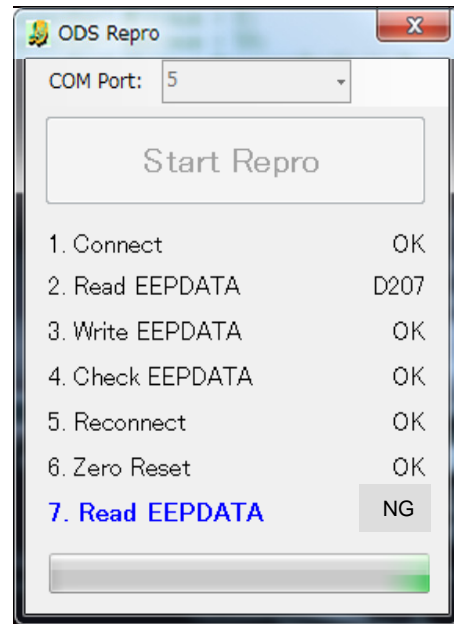 ODS Repro
COM Port: 5
Start Repro
1. Connect OK
2. Read EEPDATA D207
3. Write EEPDATA OK
4. Check EEPDATA OK
5. Reconnect OK
6. Zero Reset OK
7. Read EEPDATA NG